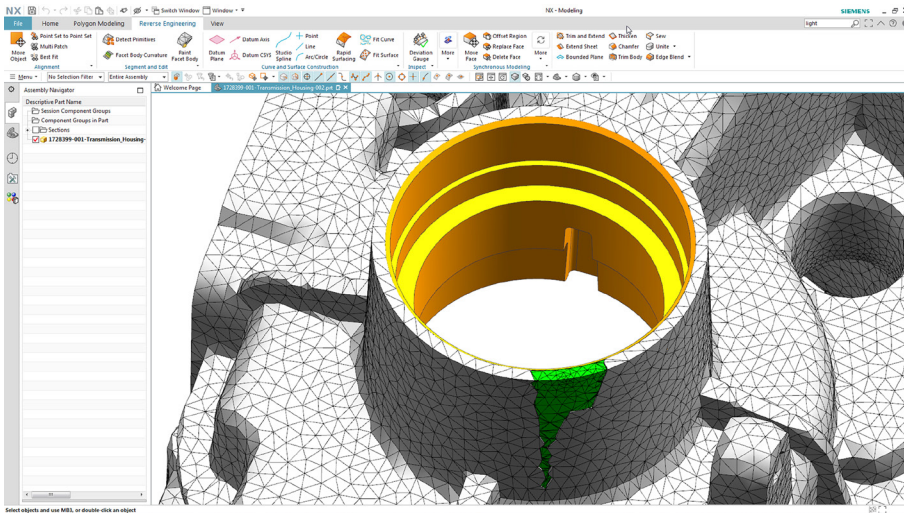 NX Switch Window Window NX - Modeling SIEMENS
File Home Polygon Modeling Reverse Engineering View light
Move Object
Point Set to Point Set
Multi Patch
Best Fit
Alignment
Detect Primitives
Facet Body Curvature
Paint Facet Body
Segment and Edit
Datum Plane
Datum Axis
Datum CSYS
Studio Spline
Point
Line
Arc/Circle
Rapid Surfacing
Fit Curve
Fit Surface
Curve and Surface Construction
Deviation Gauge
More
Inspect
Move Face
Offset Region
Replace Face
Delete Face
More
Synchronous Modeling
Trim and Extend
Extend Sheet
Bounded Plane
Thicken
Chamfer
Trim Body
Sew
Unite
Edge Blend
Menu No Selection Filter Entire Assembly
Assembly Navigator
Welcome Page 1728399-001-Transmission_Housing-002.prt
Descriptive Part Name
Session Component Groups
Component Groups in Part
Sections
1728399-001-Transmission_Housing-
Select objects and use MB3, or double-click an object